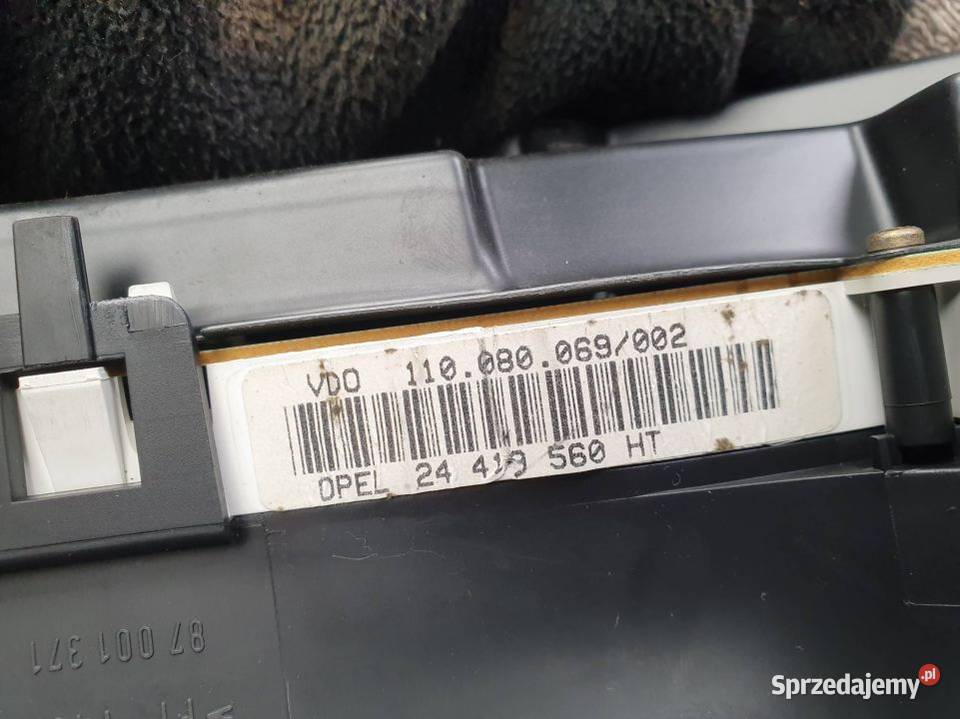 VDO 110.080.069/002
OPEL 24 419 560 HT
87 001 371
Sprzedajemy.pl